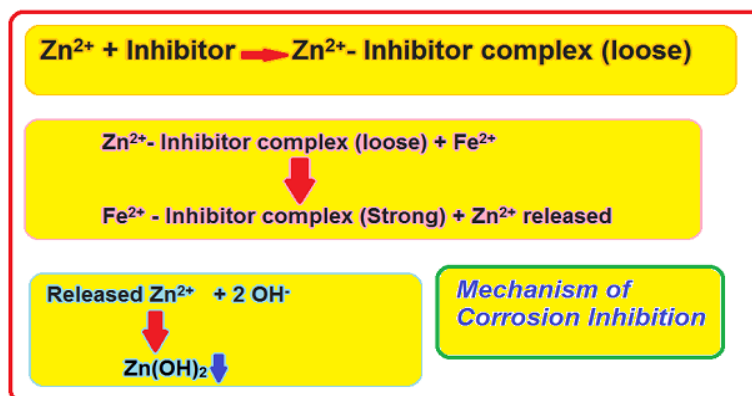 Zn²⁺ + Inhibitor → Zn²⁺- Inhibitor complex (loose)
Zn²⁺- Inhibitor complex (loose) + Fe²⁺
Fe²⁺ - Inhibitor complex (Strong) + Zn²⁺ released
Released Zn²⁺ + 2 OH⁻
Zn(OH)₂ ↓
Mechanism of
Corrosion Inhibition